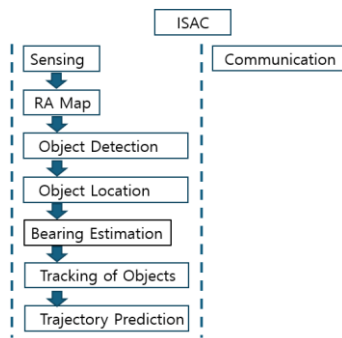 ISAC
Sensing
Communication
RA Map
Object Detection
Object Location
Bearing Estimation
Tracking of Objects
Trajectory Prediction